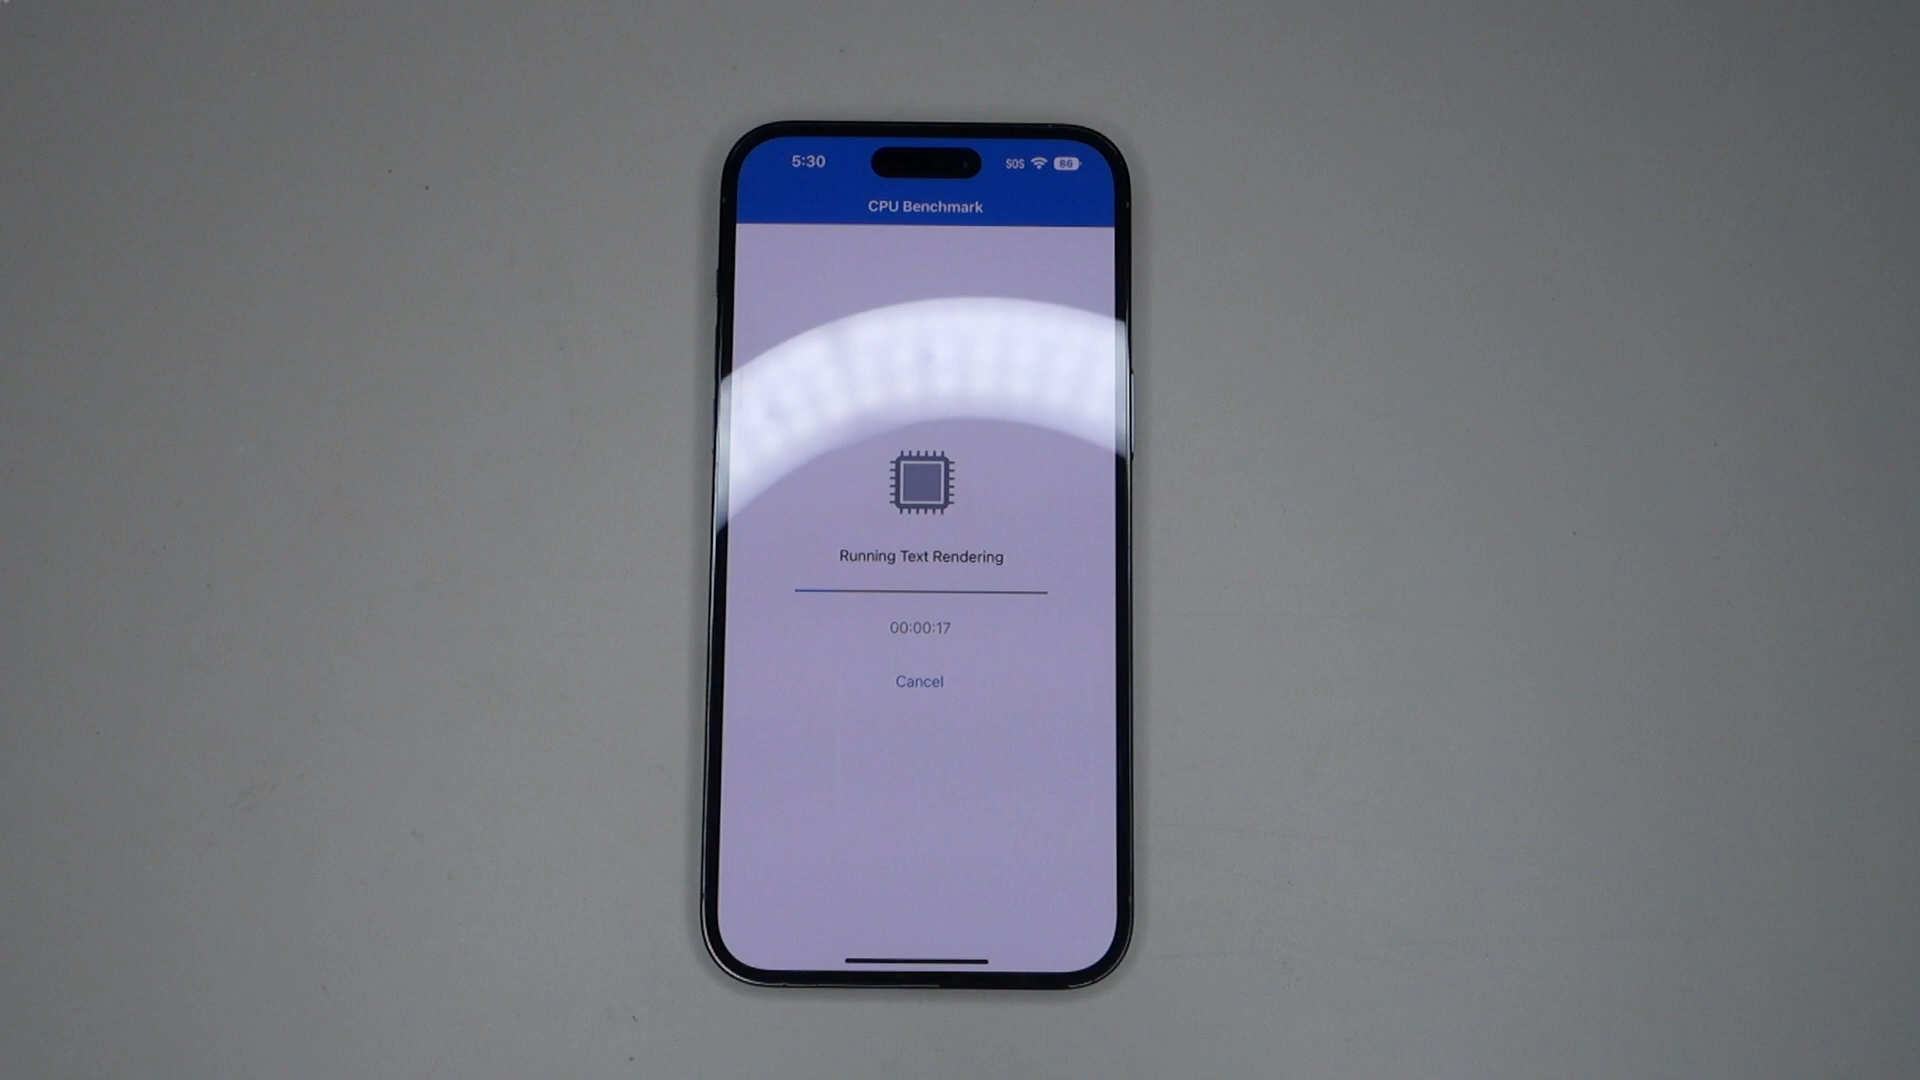 5:30
SOS 86
CPU Benchmark
Running Text Rendering
00:00:17
Cancel